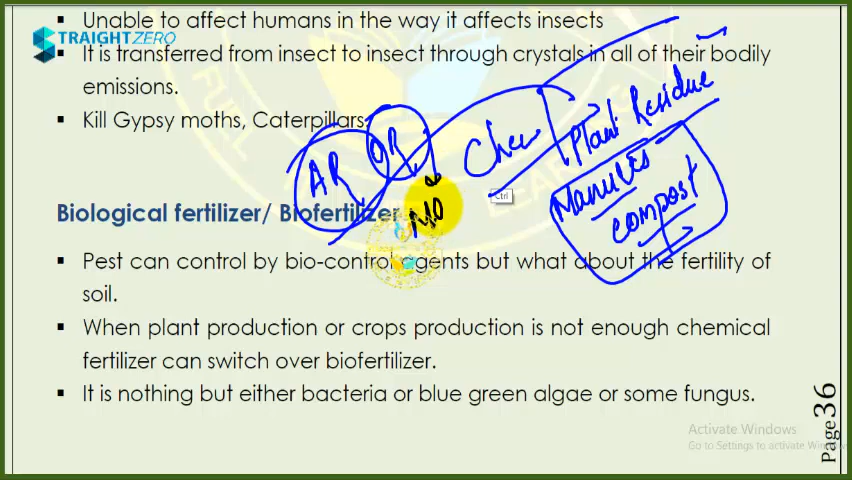 Unable to affect humans in the way it affects insects
STRAIGHTZERO
It is transferred from insect to insect through crystals in all of their bodily
emissions.
Kill Gypsy moths, Caterpillars
Plant Residue
AR OR
Manures
compost
Ctrl
Biological fertilizer/ Biofertilizer
MO
Pest can control by bio-control agents but what about the fertility of
soil.
When plant production or crops production is not enough chemical
fertilizer can switch over biofertilizer.
It is nothing but either bacteria or blue green algae or some fungus.
Activate Windows
Go to Settings to activate Windows
Page 36